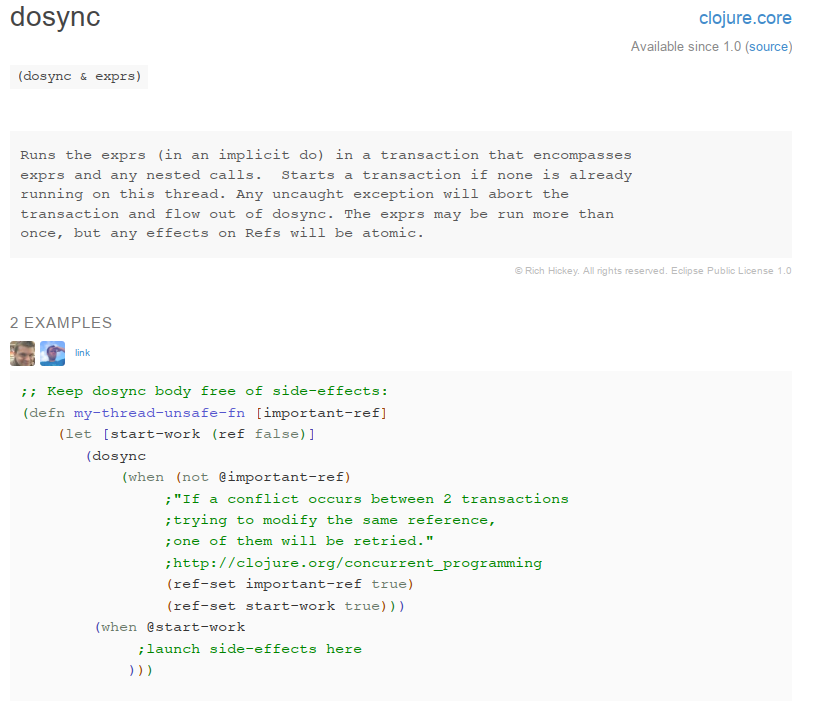 dosync
clojure.core
Available since 1.0 (source)
(dosync & exprs)
Runs the exprs (in an implicit do) in a transaction that encompasses
exprs and any nested calls.  Starts a transaction if none is already
running on this thread. Any uncaught exception will abort the
transaction and flow out of dosync. The exprs may be run more than
once, but any effects on Refs will be atomic.
© Rich Hickey. All rights reserved. Eclipse Public License 1.0
2 EXAMPLES
link
;; Keep dosync body free of side-effects:
(defn my-thread-unsafe-fn [important-ref]
    (let [start-work (ref false)]
       (dosync
           (when (not @important-ref)
                ;"If a conflict occurs between 2 transactions
                ;trying to modify the same reference,
                ;one of them will be retried."
                ;http://clojure.org/concurrent_programming
                (ref-set important-ref true)
                (ref-set start-work true)))
        (when @start-work
             ;launch side-effects here
            )))